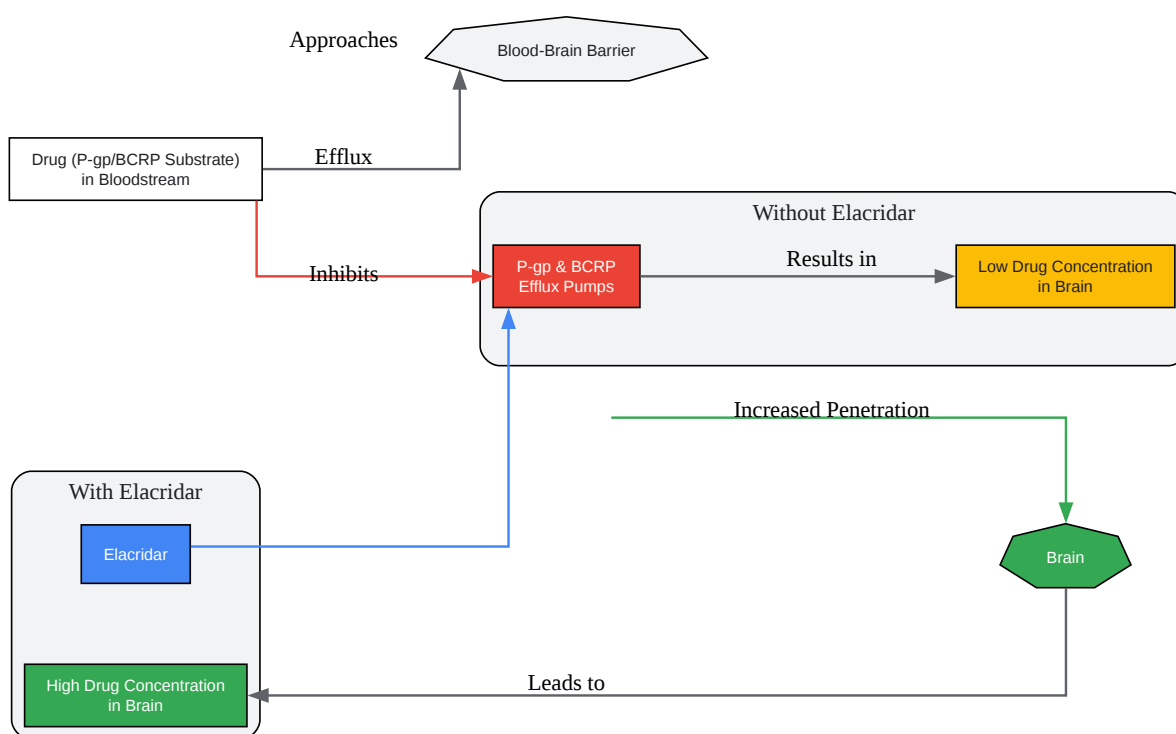 Approaches
Blood-Brain Barrier
Drug (P-gp/BCRP Substrate)
in Bloodstream
Efflux
Without Elacridar
Inhibits
P-gp & BCRP
Efflux Pumps
Results in
Low Drug Concentration
in Brain
Increased Penetration
With Elacridar
Elacridar
Brain
High Drug Concentration
in Brain
Leads to